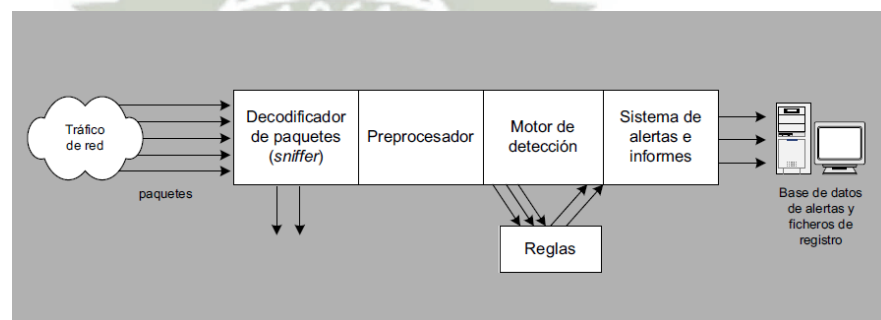 Tráfico
de red
paquetes
Decodificador
de paquetes
(sniffer)
Preprocesador
Motor de
detección
Sistema de
alertas e
informes
Reglas
Base de datos
de alertas y
ficheros de
registro